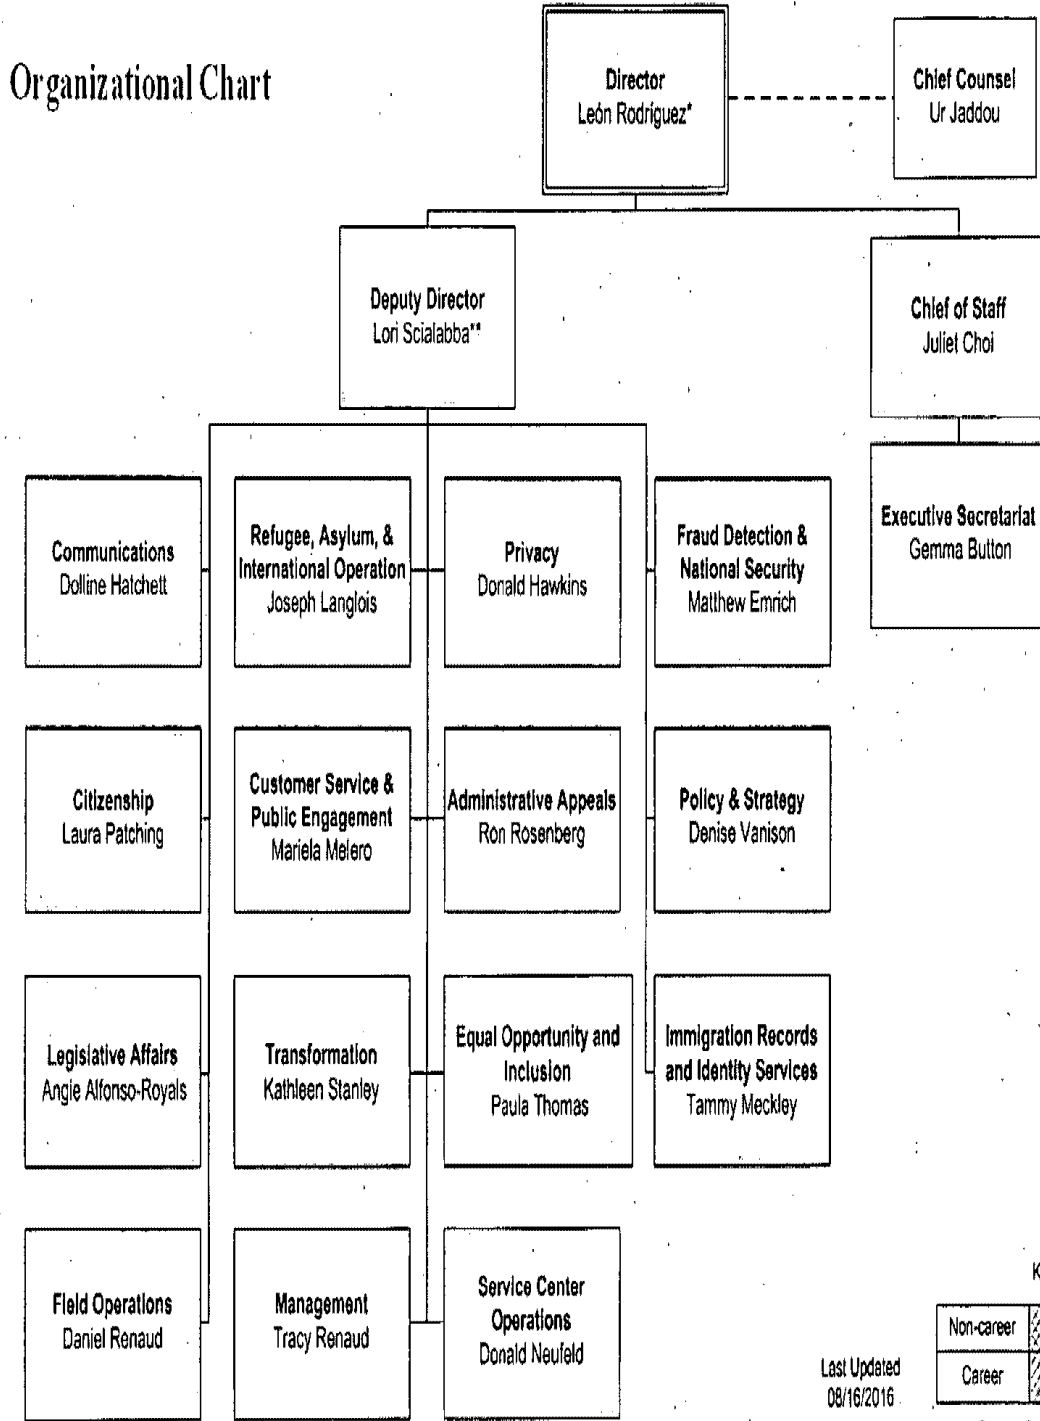 Organizational Chart
Director
León Rodríguez*
Chief Counsel
Ur Jaddou
Deputy Director
Lori Scialabba**
Chief of Staff
Juliet Choi
Executive Secretariat
Gemma Button
Communications
Dolline Hatchett
Refugee, Asylum, &
International Operation
Joseph Langlois
Privacy
Donald Hawkins
Fraud Detection &
National Security
Matthew Emrich
Citizenship
Laura Patching
Customer Service &
Public Engagement
Mariela Melero
Administrative Appeals
Ron Rosenberg
Policy & Strategy
Denise Vanison
Legislative Affairs
Angie Alfonso-Royals
Transformation
Kathleen Stanley
Equal Opportunity and
Inclusion
Paula Thomas
Immigration Records
and Identity Services
Tammy Meckley
Field Operations
Daniel Renaud
Management
Tracy Renaud
Service Center
Operations
Donald Neufeld
K
Non-career
Career
Last Updated
08/16/2016